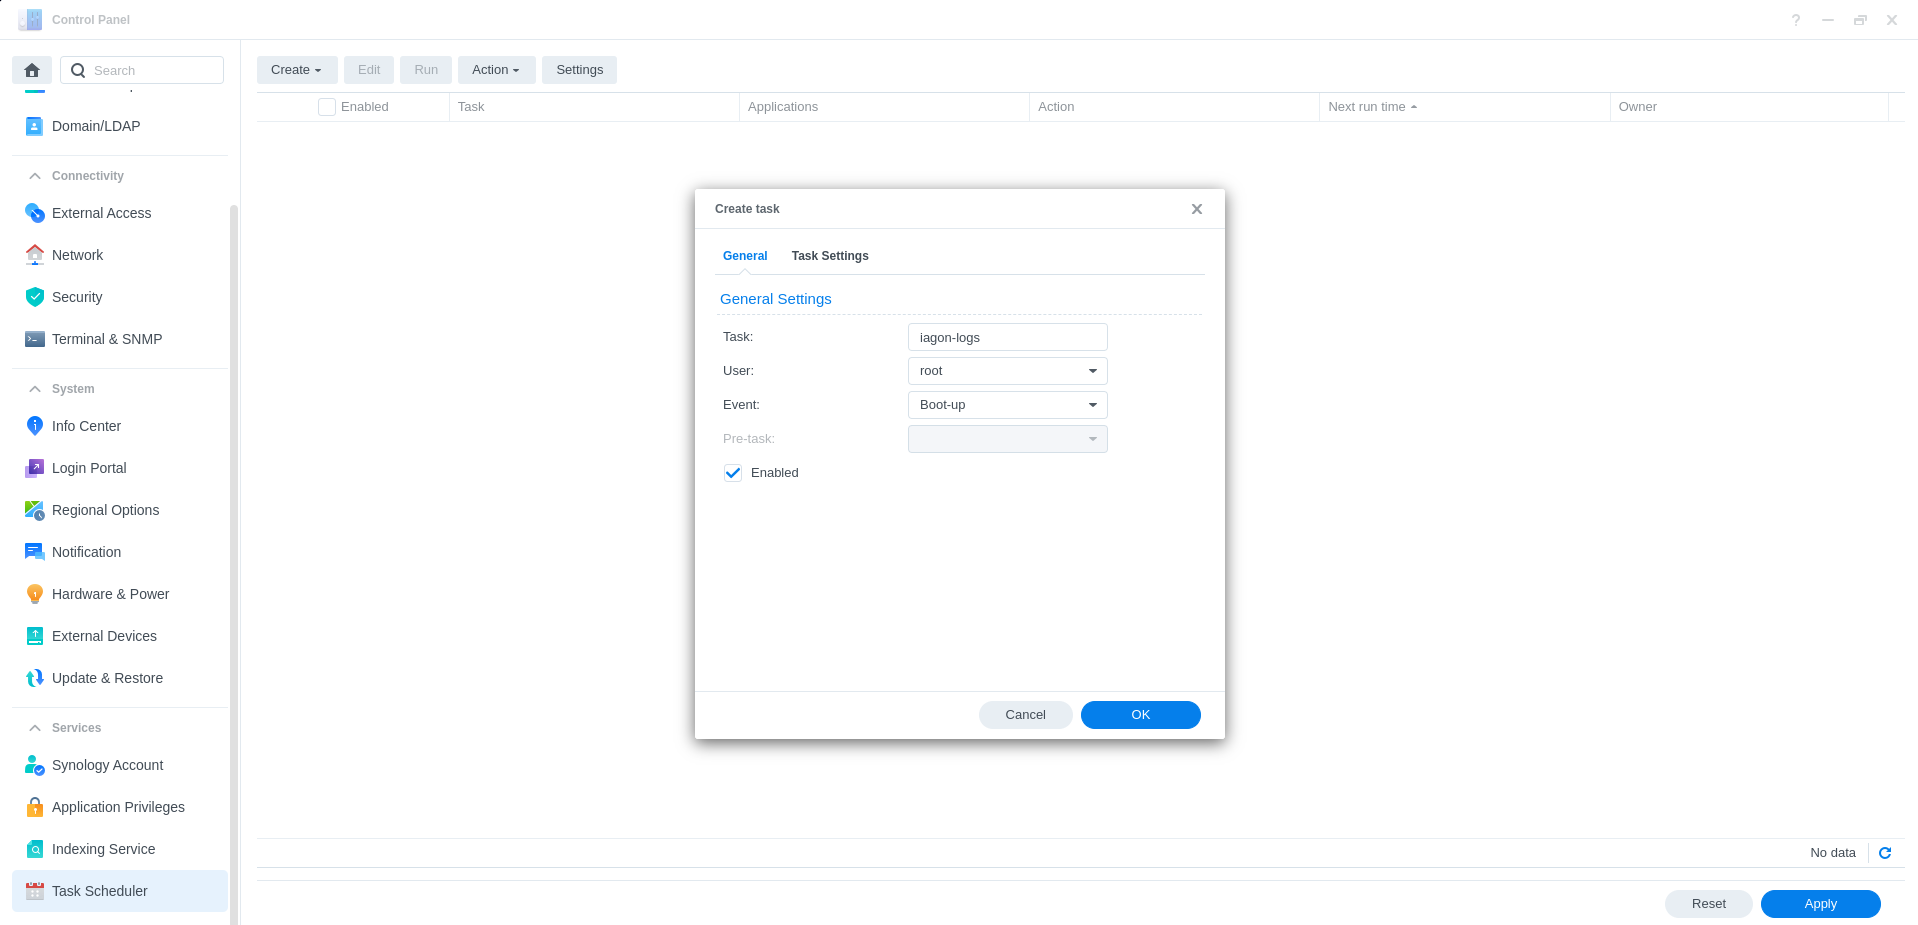 Control Panel
Search
Domain/LDAP
Connectivity
External Access
Network
Security
Terminal & SNMP
System
Info Center
Login Portal
Regional Options
Notification
Hardware & Power
External Devices
Update & Restore
Services
Synology Account
Application Privileges
Indexing Service
Task Scheduler
Create Edit Run Action Settings
Enabled Task Applications Action Next run time Owner
Create task
General Task Settings
General Settings
Task: iagon-logs
User: root
Event: Boot-up
Pre-task:
Enabled
Cancel OK
No data
Reset Apply